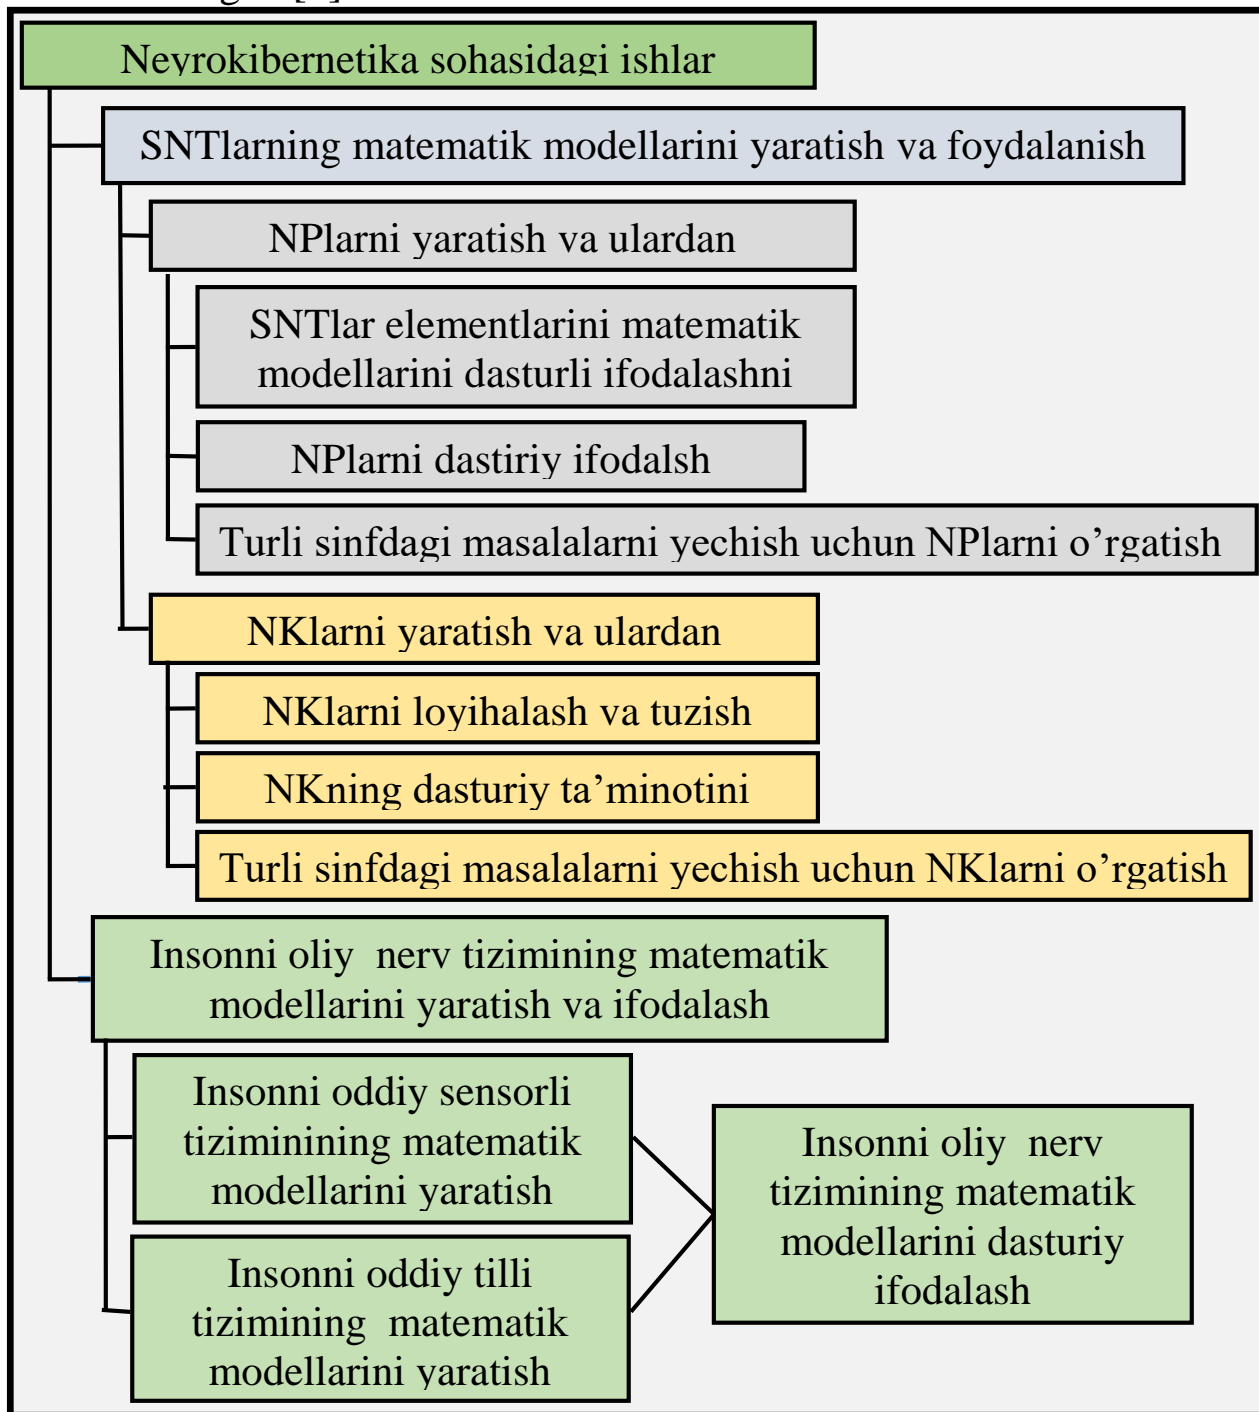 Neyrokibernetika sohasidagi ishlar
SNTlarning matematik modellarini yaratish va foydalanish
NPlarni yaratish va ulardan
SNTlar elementlarini matematik
modellarini dasturli ifodalashni
NPlarni dastiriy ifodalsh
Turli sinfdagi masalalarni yechish uchun NPlarni o’rgatish
NKlarni yaratish va ulardan
NKlarni loyihalash va tuzish
NKning dasturiy ta’minotini
Turli sinfdagi masalalarni yechish uchun NKlarni o’rgatish
Insonni oliy nerv tizimining matematik
modellarini yaratish va ifodalash
Insonni oddiy sensorli
tiziminining matematik
modellarini yaratish
Insonni oddiy tilli
tizimining matematik
modellarini yaratish
Insonni oliy nerv
tizimining matematik
modellarini dasturiy
ifodalash